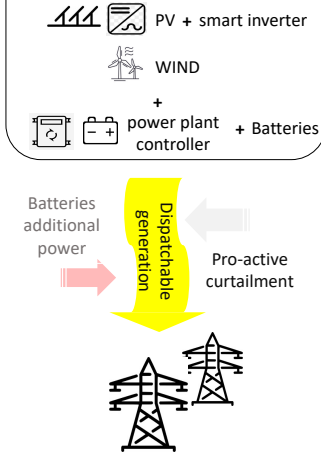 PV + smart inverter
WIND
+
power plant
controller
+ Batteries
Batteries
additional
power
Dispatchable
generation
Pro-active
curtailment